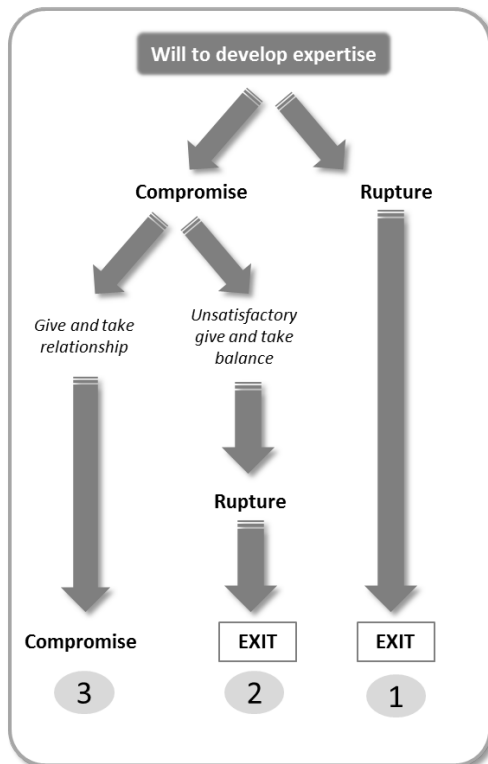 Will to develop expertise
Compromise
Rupture
Give and take
relationship
Unsatisfactory
give and take
balance
Rupture
Compromise
EXIT
EXIT
3
2
1